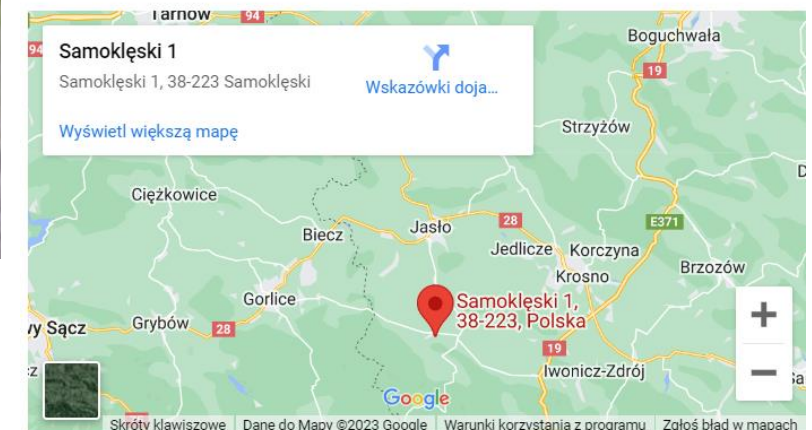 Tarnów
94
94
Samoklęski 1
Samoklęski 1, 38-223 Samoklęski
Wskazówki doja...
Wyświetl większą mapę
Boguchwała
19
Strzyżów
Ciężkowice
Biecz
Jasło
28
E371
Jedlicze
Korczyna
Krosno
Brzozów
Gorlice
Samoklęski 1,
38-223, Polska
wy Sącz
Grybów
28
19
Iwonicz-Zdrój
Google
Skróty klawiszowe
Dane do Mapy ©2023 Google
Warunki korzystania z programu
Zgłoś błąd w mapach